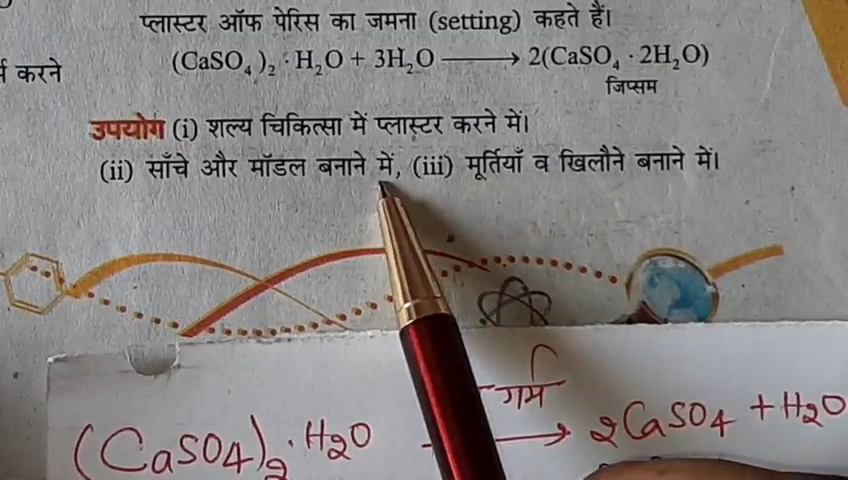 प्लास्टर ऑफ पेरिस का जमना (setting) कहते हैं।
करने
(CaSO₄)₂ · H₂O + 3H₂O ⟶ 2(CaSO₄ · 2H₂O)
जिप्सम
उपयोग (i) शल्य चिकित्सा में प्लास्टर करने में।
(ii) साँचे और मॉडल बनाने में, (iii) मूर्तियाँ व खिलौने बनाने में।
गर्म
(CaSO₄)₂ · H₂O ⟶ 2CaSO₄ + H₂O